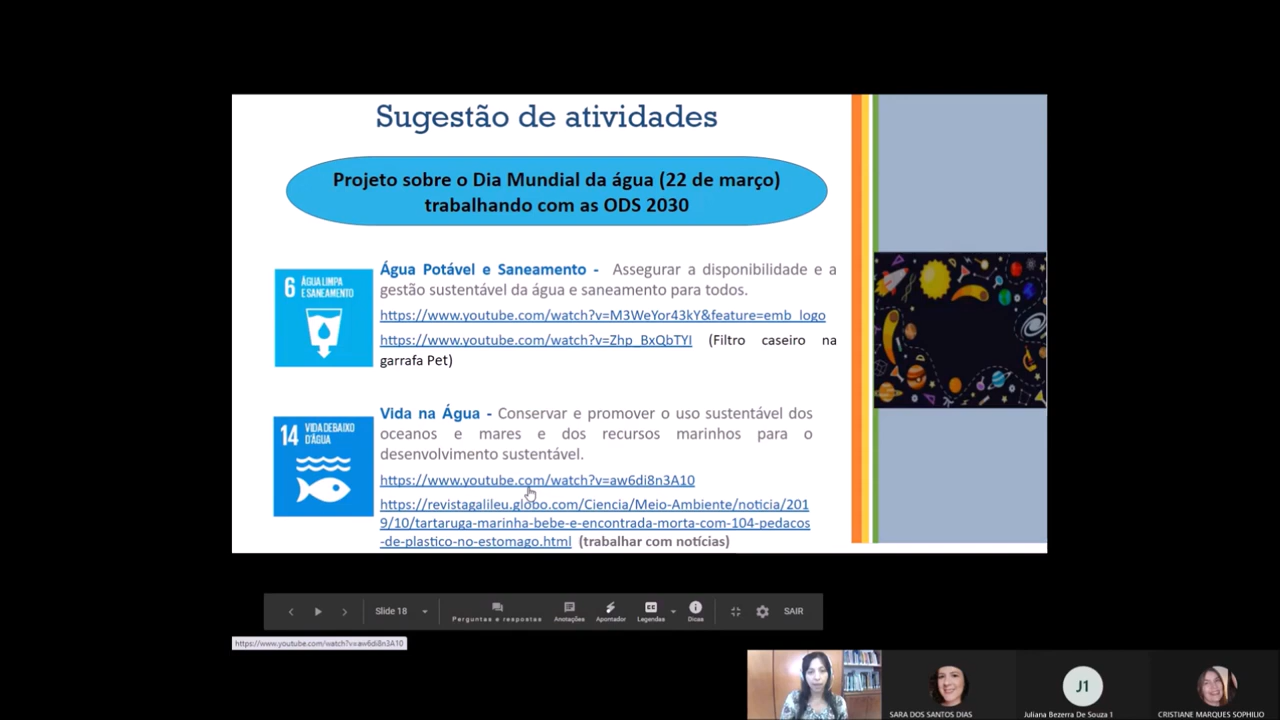 Sugestão de atividades
Projeto sobre o Dia Mundial da água (22 de março)
trabalhando com as ODS 2030
6 ÁGUA LIMPA
E SANEAMENTO
Água Potável e Saneamento - Assegurar a disponibilidade e a
gestão sustentável da água e saneamento para todos.
https://www.youtube.com/watch?v=M3WeYor43kY&feature=emb_logo
https://www.youtube.com/watch?v=Zhp_BxQbTYI (Filtro caseiro na
garrafa Pet)
14 VIDA DEBAIXO
D'ÁGUA
Vida na Água - Conservar e promover o uso sustentável dos
oceanos e mares e dos recursos marinhos para o
desenvolvimento sustentável.
https://www.youtube.com/watch?v=aw6di8n3A10
https://revistagalileu.globo.com/Ciencia/Meio-Ambiente/noticia/201
9/10/tartaruga-marinha-bebe-e-encontrada-morta-com-104-pedacos
-de-plastico-no-estomago.html (trabalhar com notícias)
Slide 18
Perguntas e respostas
Anotações
Apontador
Legendas
Dicas
SAIR
https://www.youtube.com/watch?v=aw6di8n3A10
J1
SARA DOS SANTOS DIAS
Juliana Bezerra De Souza 1
CRISTIANE MARQUES SOPHILIO